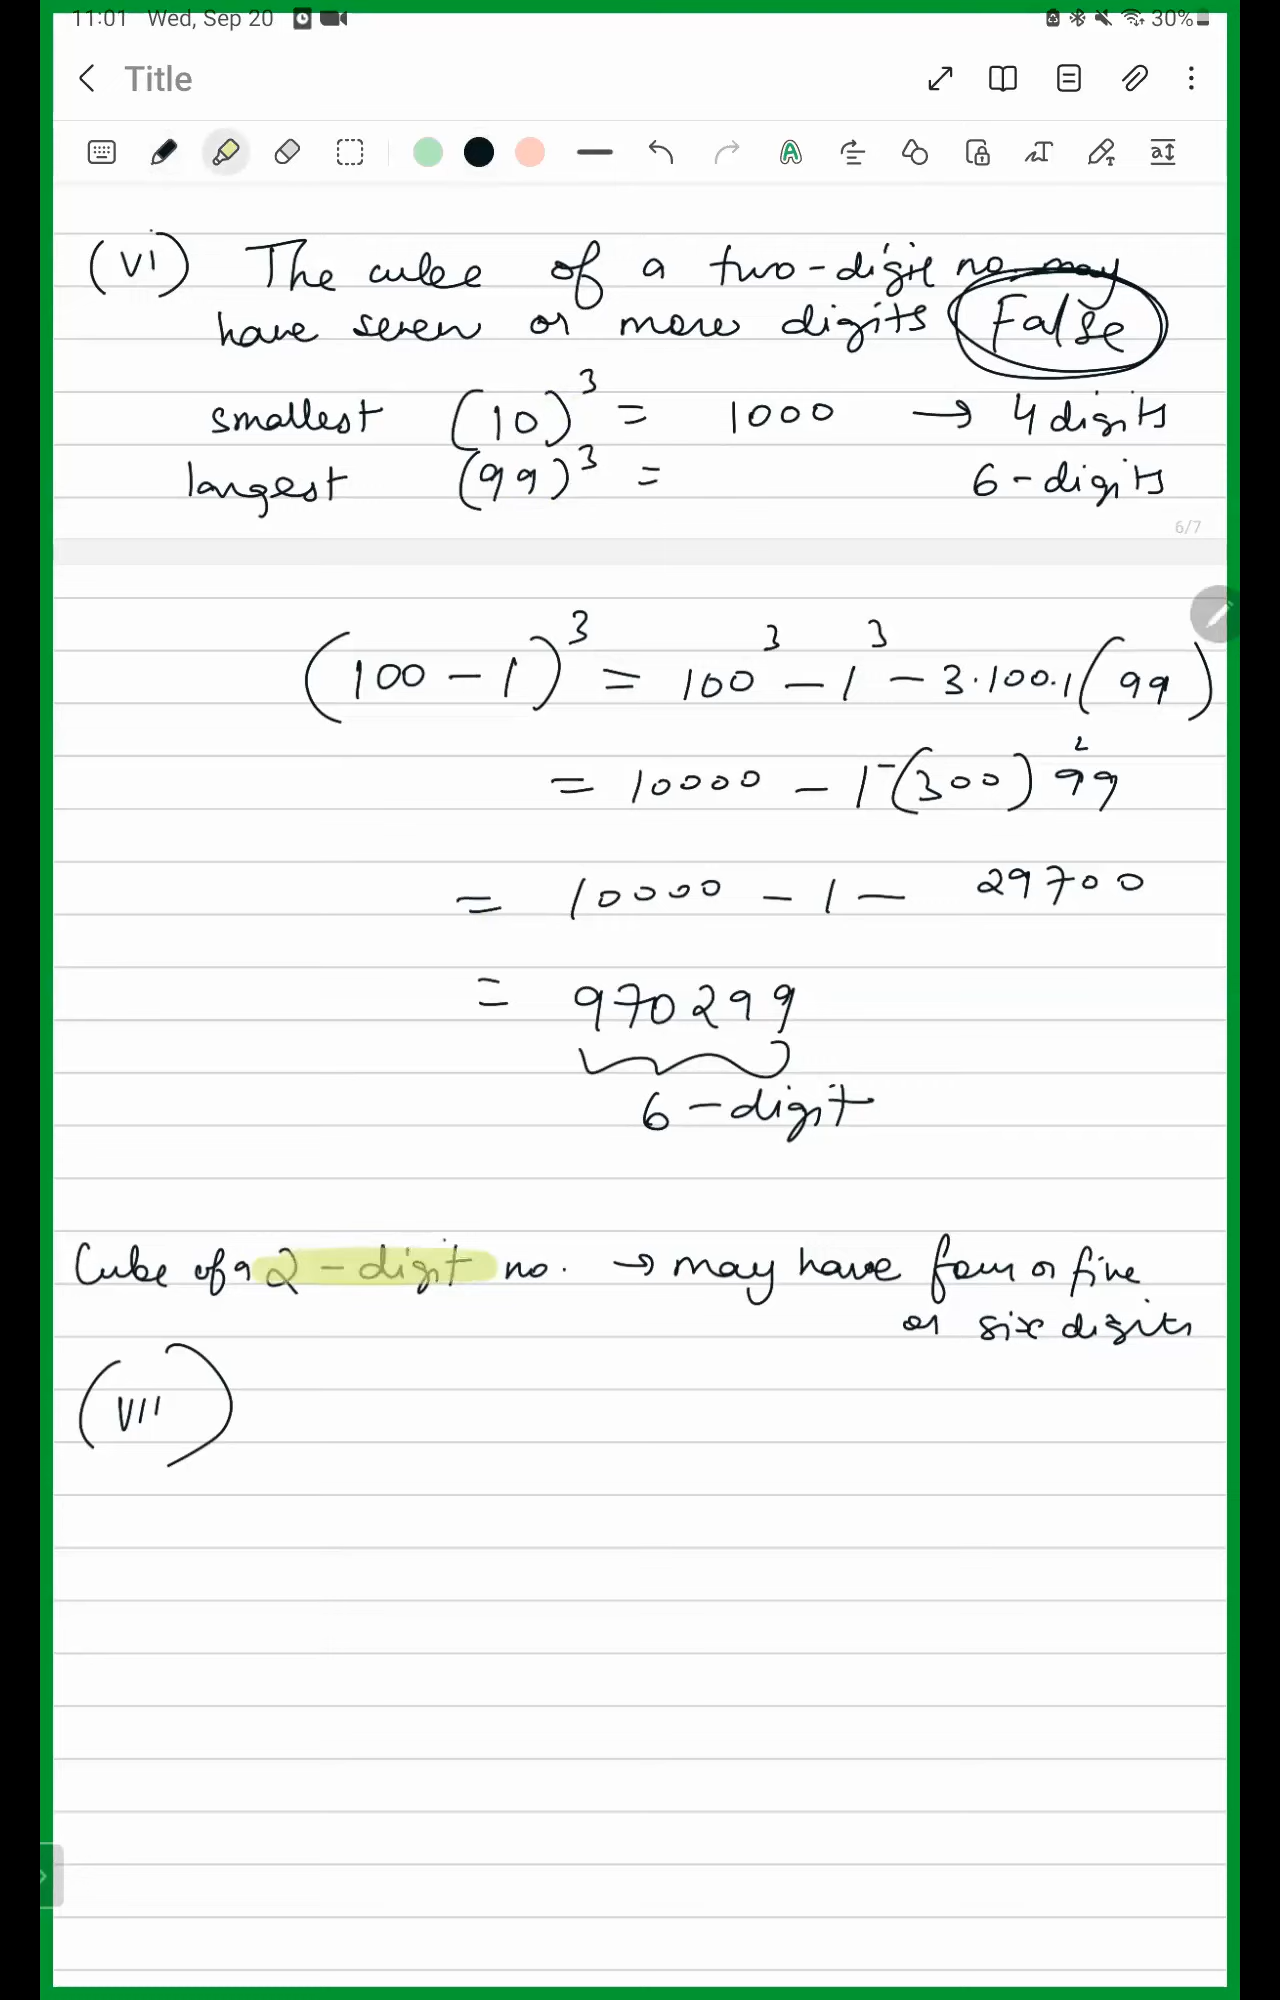 11:01 Wed, Sep 20 30%
Title
(vi) The cube of a two-digit no. may
have seven or more digits False
smallest (10)³ = 1000 → 4 digits
largest (99)³ = 6-digits
6/7
(100 - 1)³ = 100³ - 1³ - 3.100.1(99)
= 10000 - 1 -(300) 99
= 10000 - 1 - 29700
= 970299
6-digit
Cube of a 2-digit no. → may have four or five
or six digits
(VII)